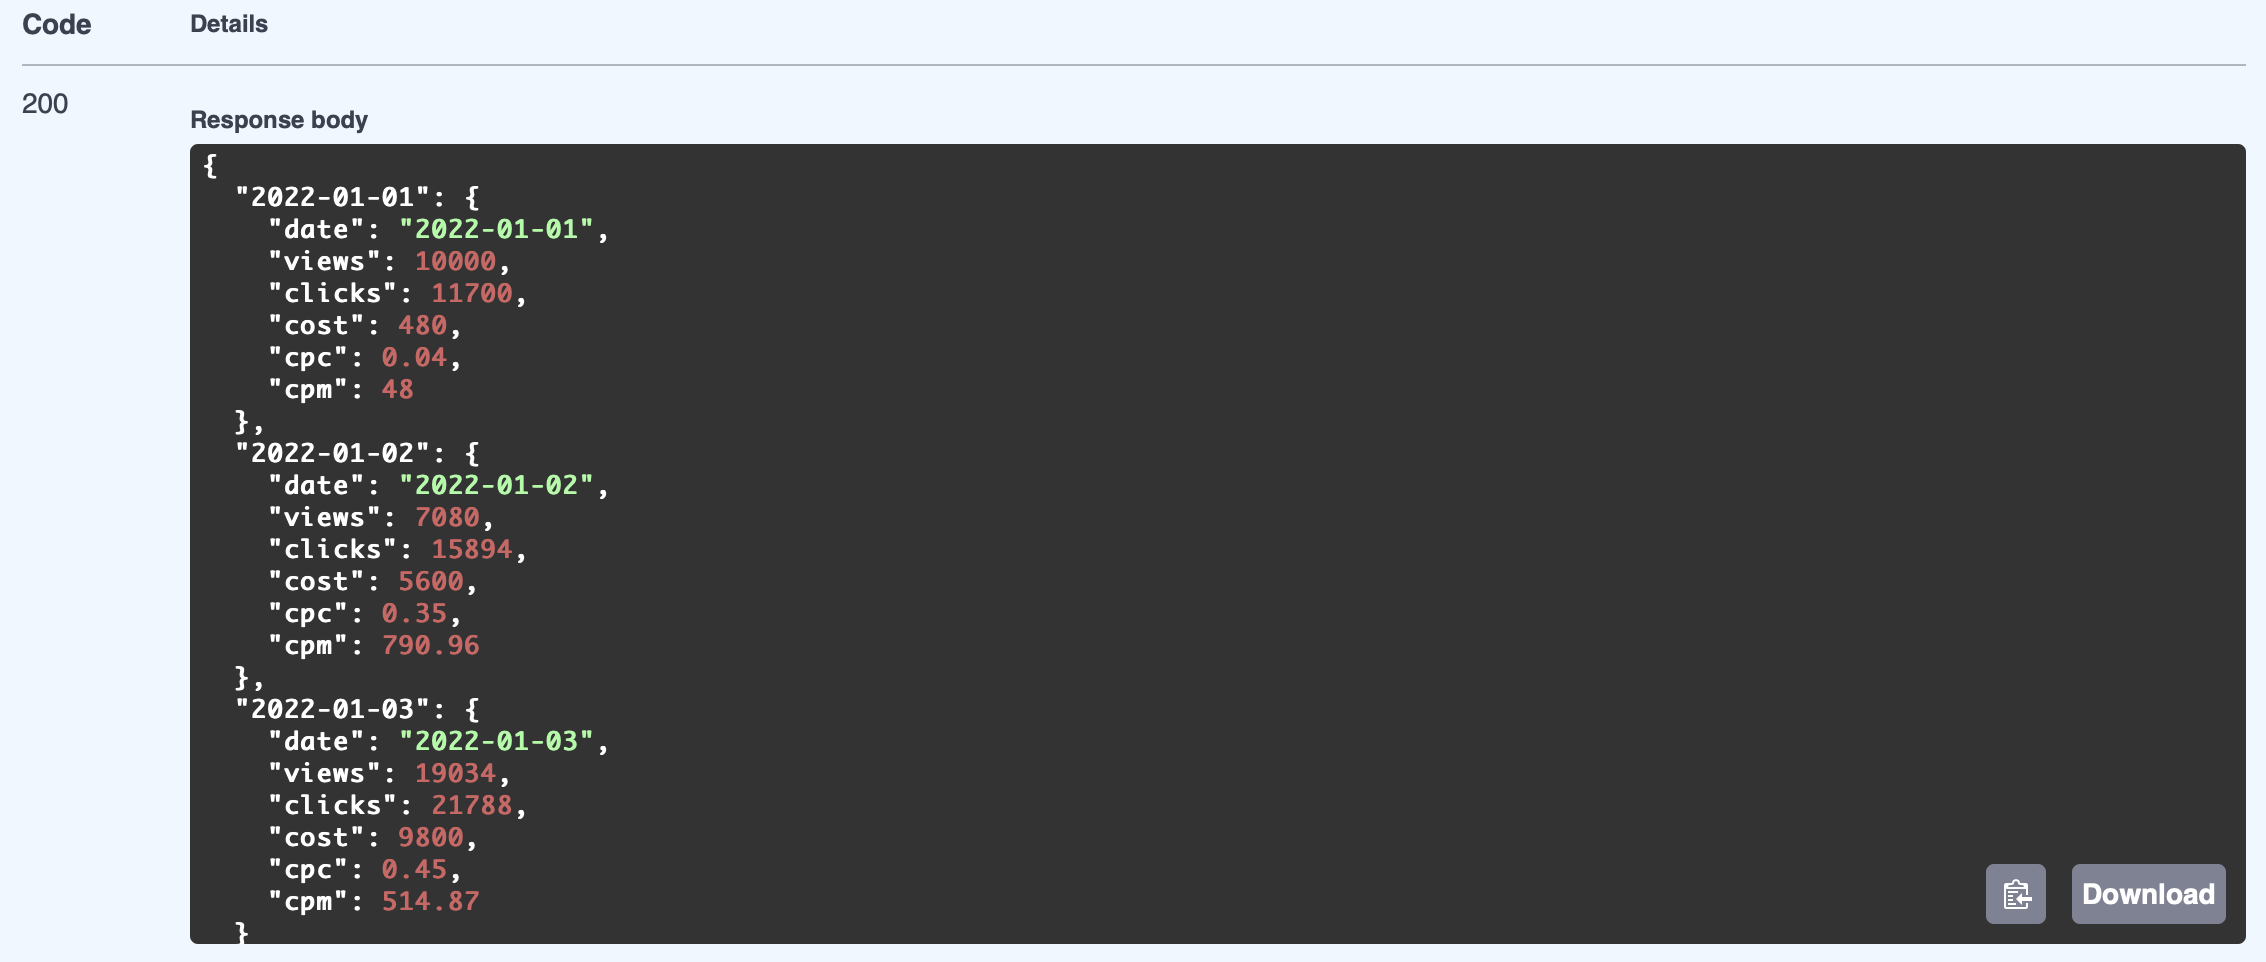 Code Details
200
Response body
{
  "2022-01-01": {
    "date": "2022-01-01",
    "views": 10000,
    "clicks": 11700,
    "cost": 480,
    "cpc": 0.04,
    "cpm": 48
  },
  "2022-01-02": {
    "date": "2022-01-02",
    "views": 7080,
    "clicks": 15894,
    "cost": 5600,
    "cpc": 0.35,
    "cpm": 790.96
  },
  "2022-01-03": {
    "date": "2022-01-03",
    "views": 19034,
    "clicks": 21788,
    "cost": 9800,
    "cpc": 0.45,
    "cpm": 514.87
  }
Download